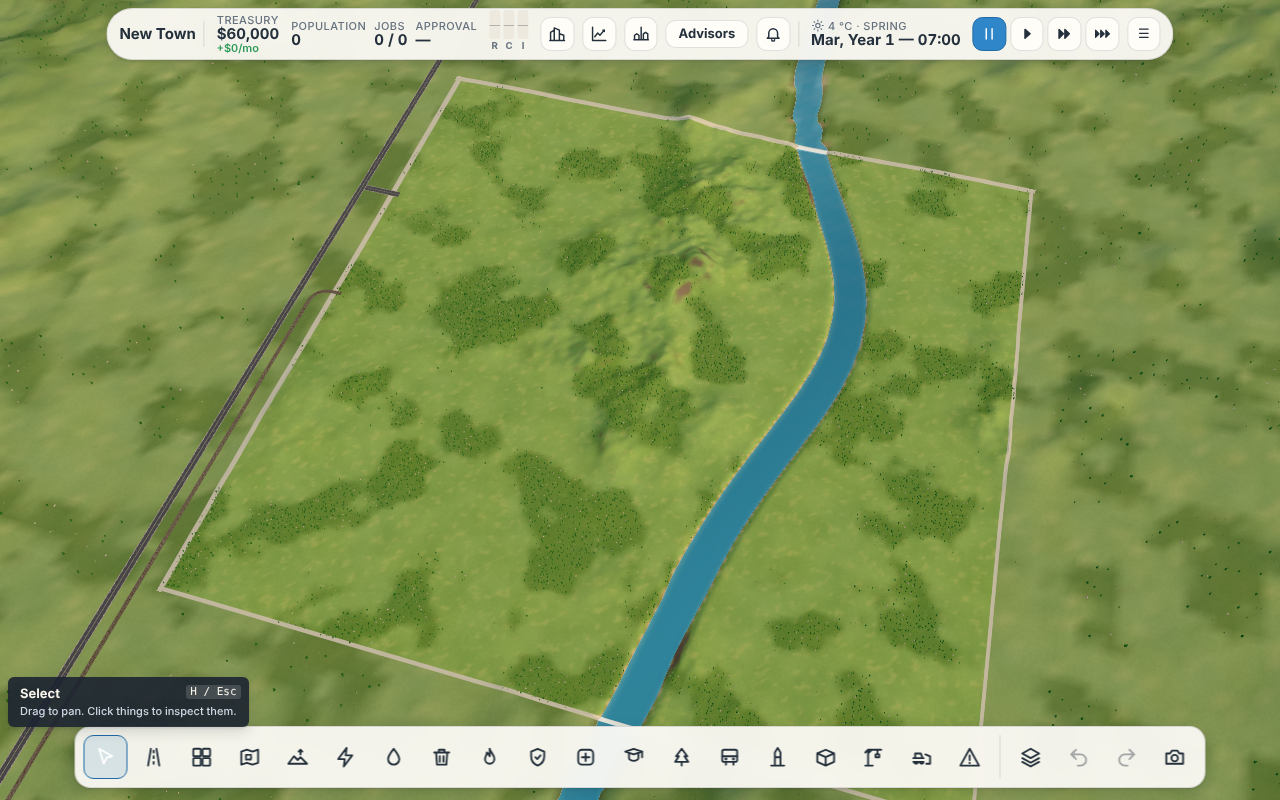 New Town
TREASURY
$60,000
+$0/mo
POPULATION
0
JOBS
0 / 0
APPROVAL
—
R C I
Advisors
4 °C · SPRING
Mar, Year 1 — 07:00
Select
H / Esc
Drag to pan. Click things to inspect them.